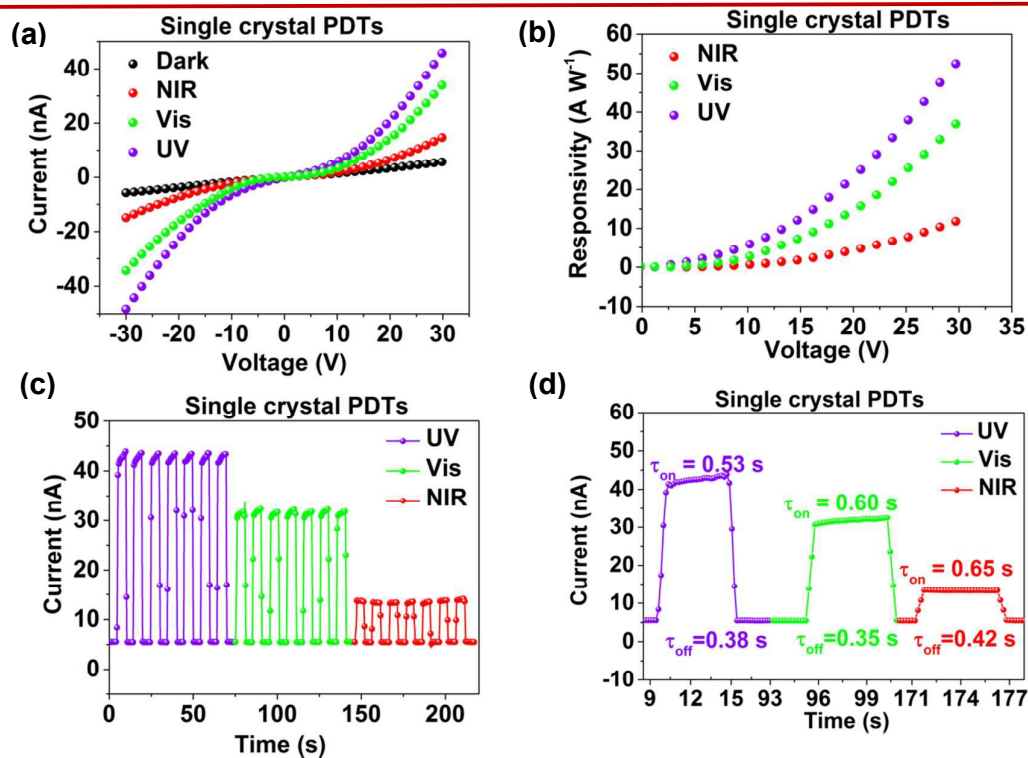 (a)
Single crystal PDTs
Dark
NIR
Vis
UV
Current (nA)
40
20
0
-20
-40
-30 -20 -10 0 10 20 30
Voltage (V)
(b)
Single crystal PDTs
NIR
Vis
UV
Responsivity (A W⁻¹)
60
50
40
30
20
10
0
-10
0 5 10 15 20 25 30 35
Voltage (V)
(c)
Single crystal PDTs
UV
Vis
NIR
Current (nA)
50
40
30
20
10
0
0 50 100 150 200
Time (s)
(d)
Single crystal PDTs
UV
Vis
NIR
Current (nA)
60
50
40
30
20
10
0
-10
τon = 0.53 s
τon = 0.60 s
τon = 0.65 s
τoff=0.38 s
τoff=0.35 s
τoff=0.42 s
9 12 15 93 96 99 171 174 177
Time (s)